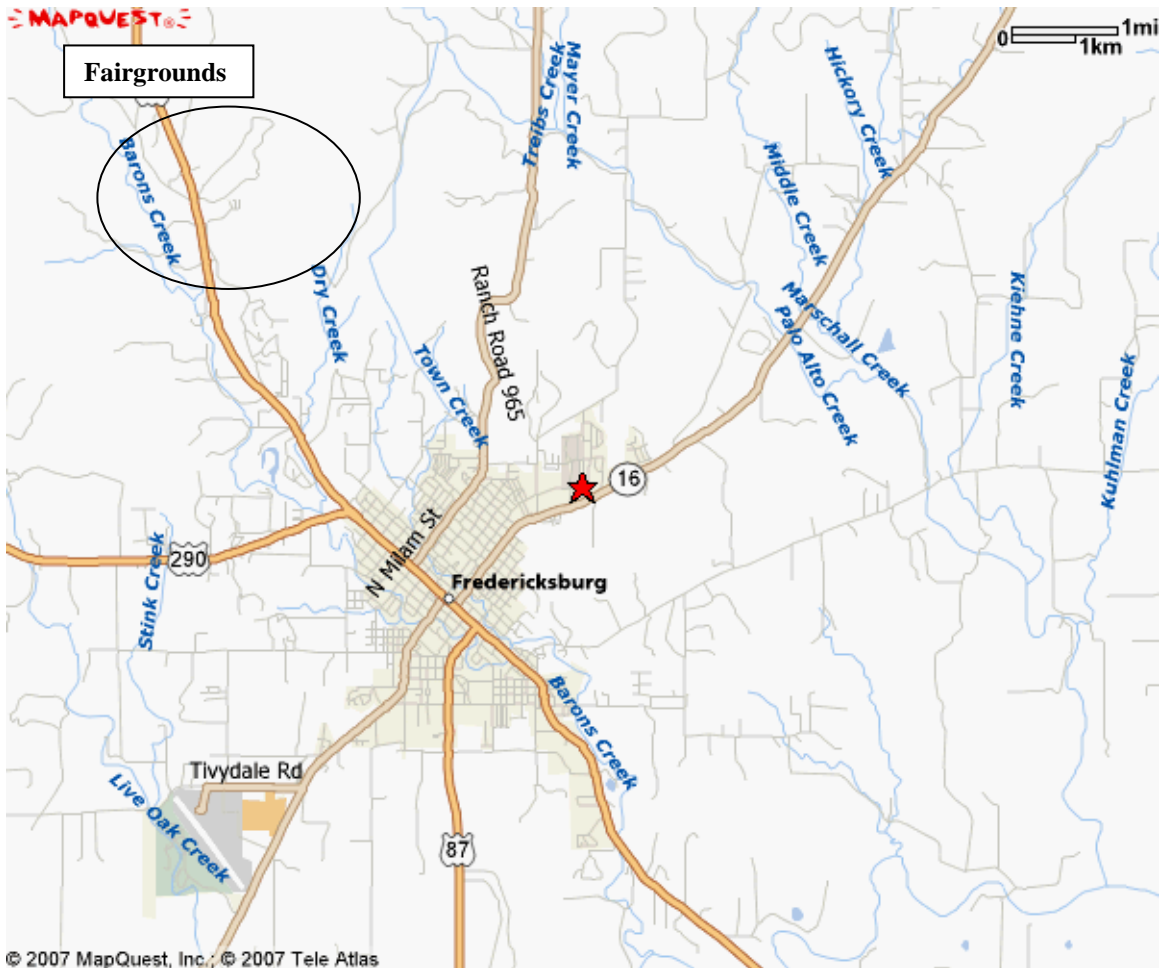 MAPQUEST®
0 1mi
1km
Fairgrounds
Barons Creek
Dry Creek
Town Creek
Treibs Creek
Mayer Creek
Hickory Creek
Middle Creek
Marschall Creek
Palo Alto Creek
Kiehne Creek
Kuhlman Creek
Ranch Road 965
16
N Milam St
290
Stink Creek
Fredericksburg
Barons Creek
Tivydale Rd
Live Oak Creek
87
© 2007 MapQuest, Inc.; © 2007 Tele Atlas